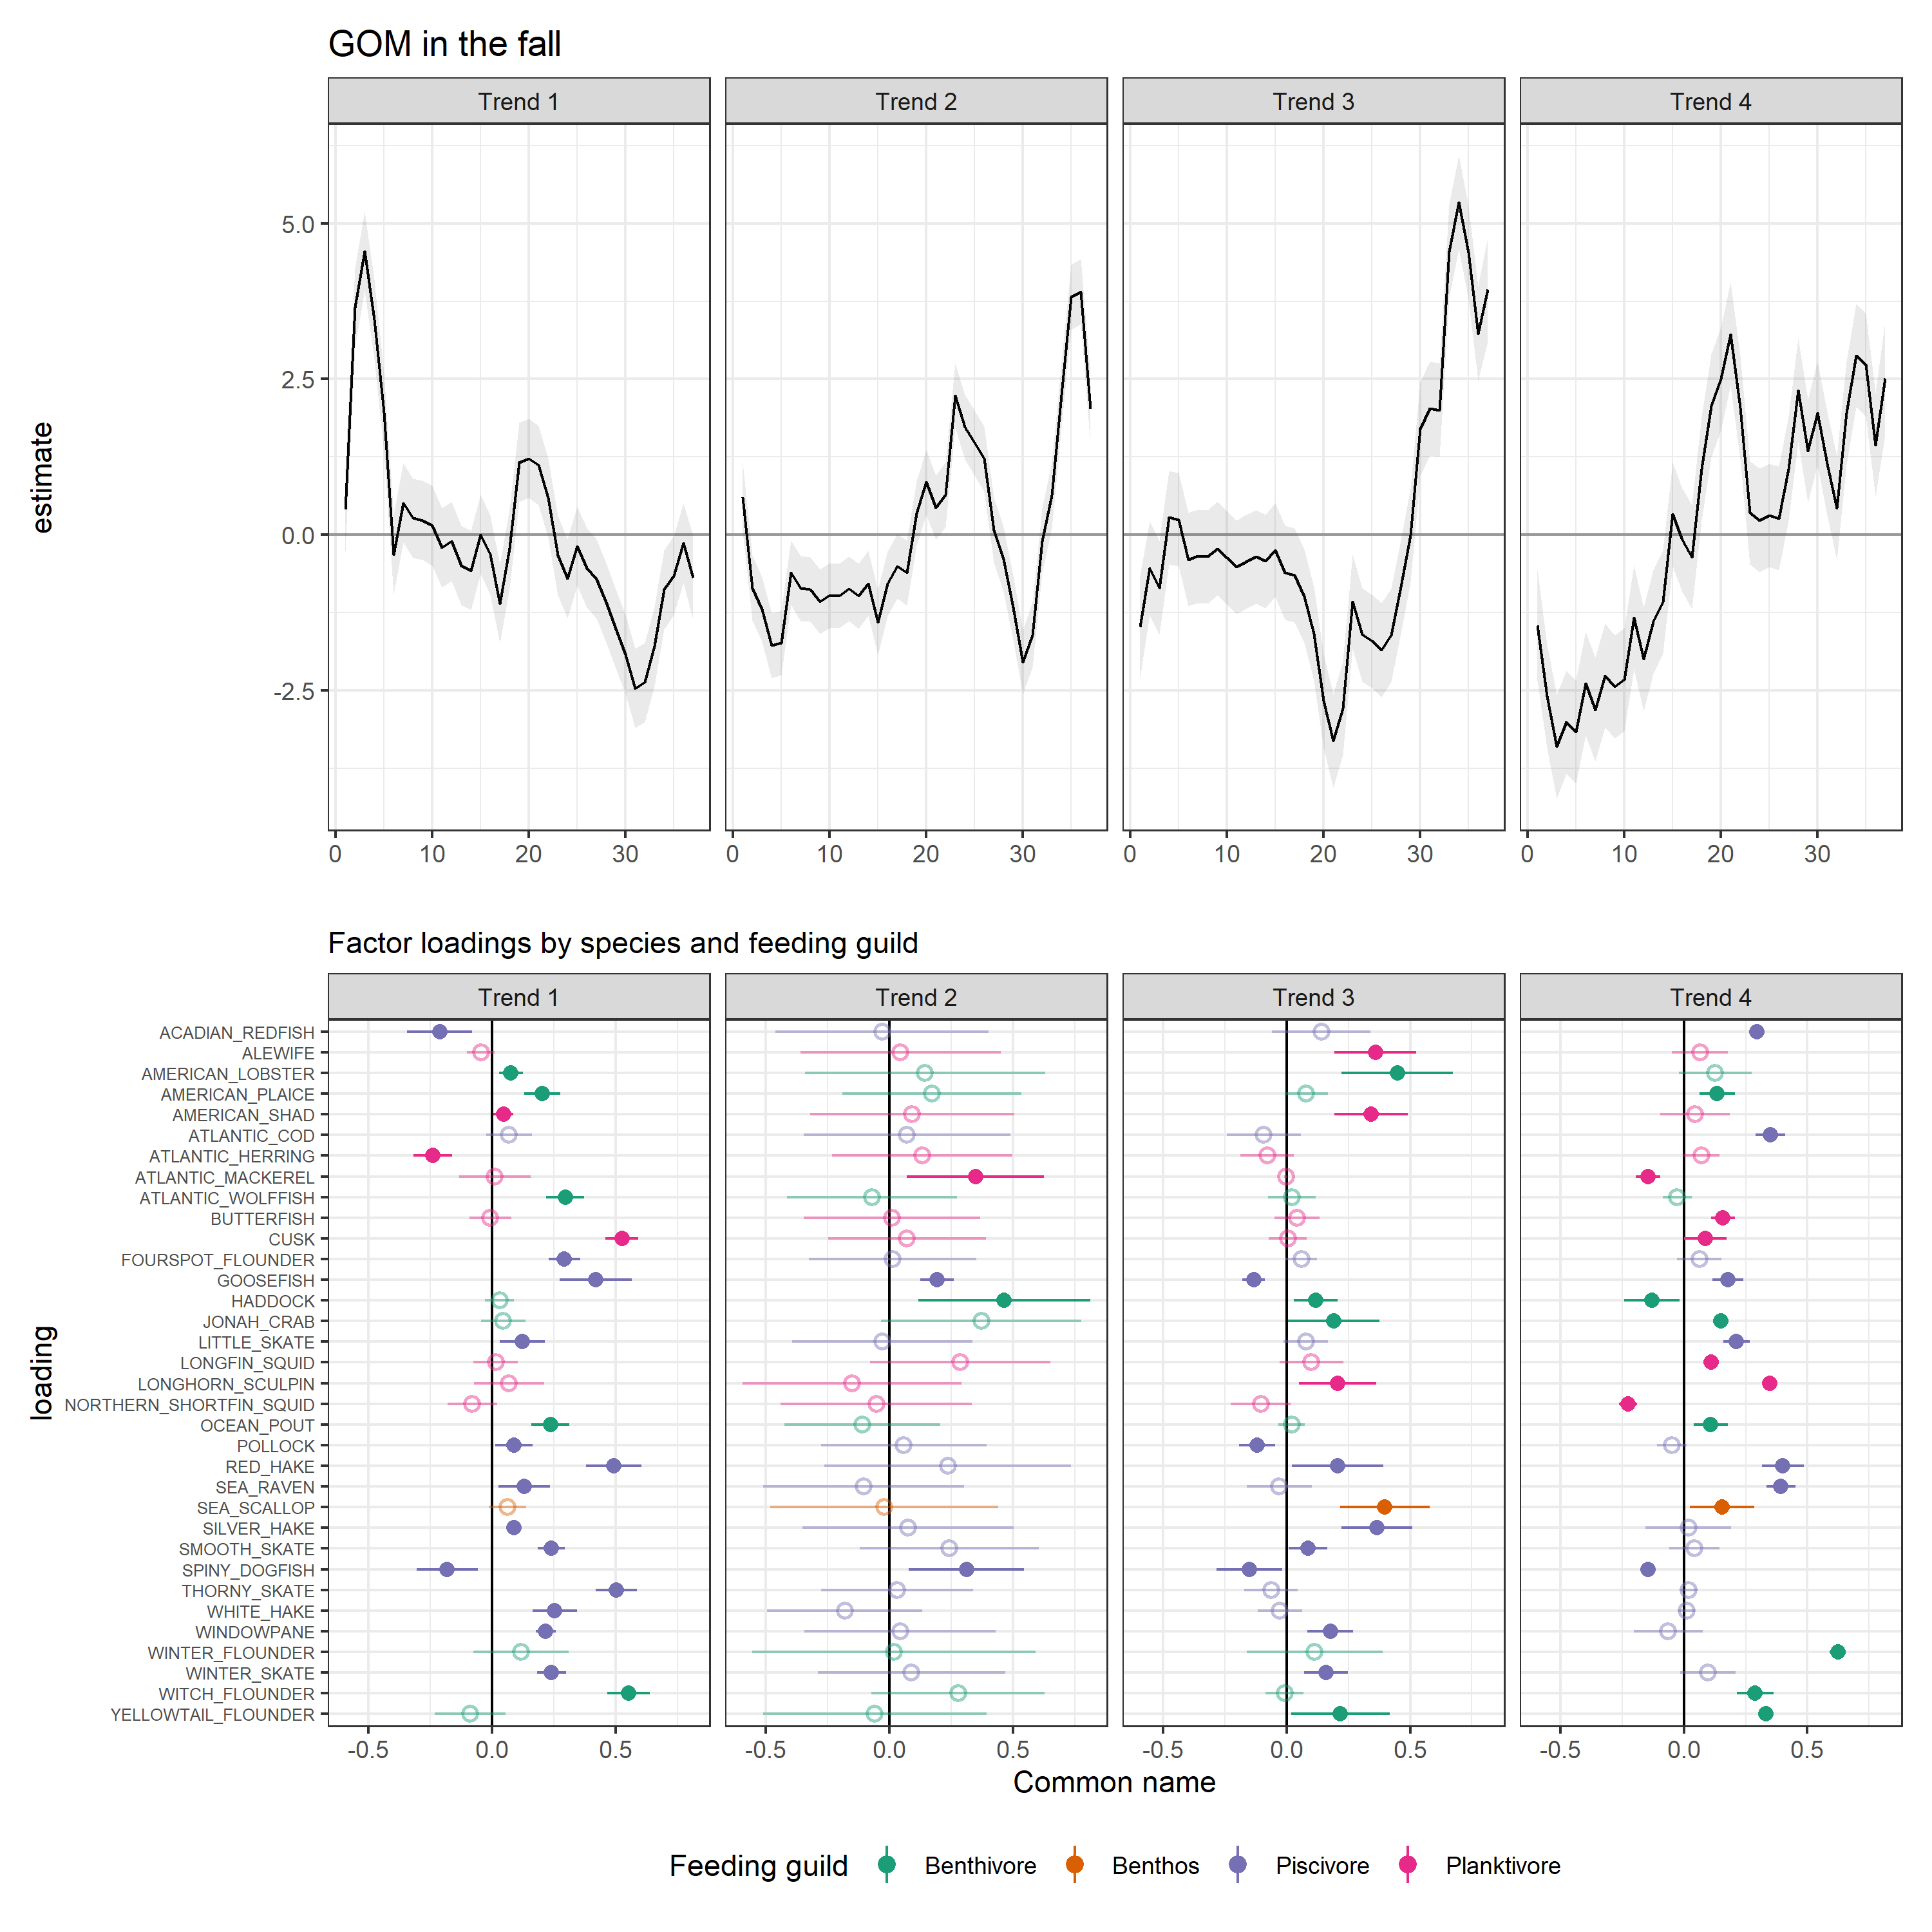 GOM in the fall
Trend 1 Trend 2 Trend 3 Trend 4
estimate
5.0
2.5
0.0
-2.5
0 10 20 30 0 10 20 30 0 10 20 30 0 10 20 30
Factor loadings by species and feeding guild
Trend 1 Trend 2 Trend 3 Trend 4
loading
ACADIAN_REDFISH
ALEWIFE
AMERICAN_LOBSTER
AMERICAN_PLAICE
AMERICAN_SHAD
ATLANTIC_COD
ATLANTIC_HERRING
ATLANTIC_MACKEREL
ATLANTIC_WOLFFISH
BUTTERFISH
CUSK
FOURSPOT_FLOUNDER
GOOSEFISH
HADDOCK
JONAH_CRAB
LITTLE_SKATE
LONGFIN_SQUID
LONGHORN_SCULPIN
NORTHERN_SHORTFIN_SQUID
OCEAN_POUT
POLLOCK
RED_HAKE
SEA_RAVEN
SEA_SCALLOP
SILVER_HAKE
SMOOTH_SKATE
SPINY_DOGFISH
THORNY_SKATE
WHITE_HAKE
WINDOWPANE
WINTER_FLOUNDER
WINTER_SKATE
WITCH_FLOUNDER
YELLOWTAIL_FLOUNDER
-0.5 0.0 0.5 -0.5 0.0 0.5 -0.5 0.0 0.5 -0.5 0.0 0.5
Common name
Feeding guild Benthivore Benthos Piscivore Planktivore